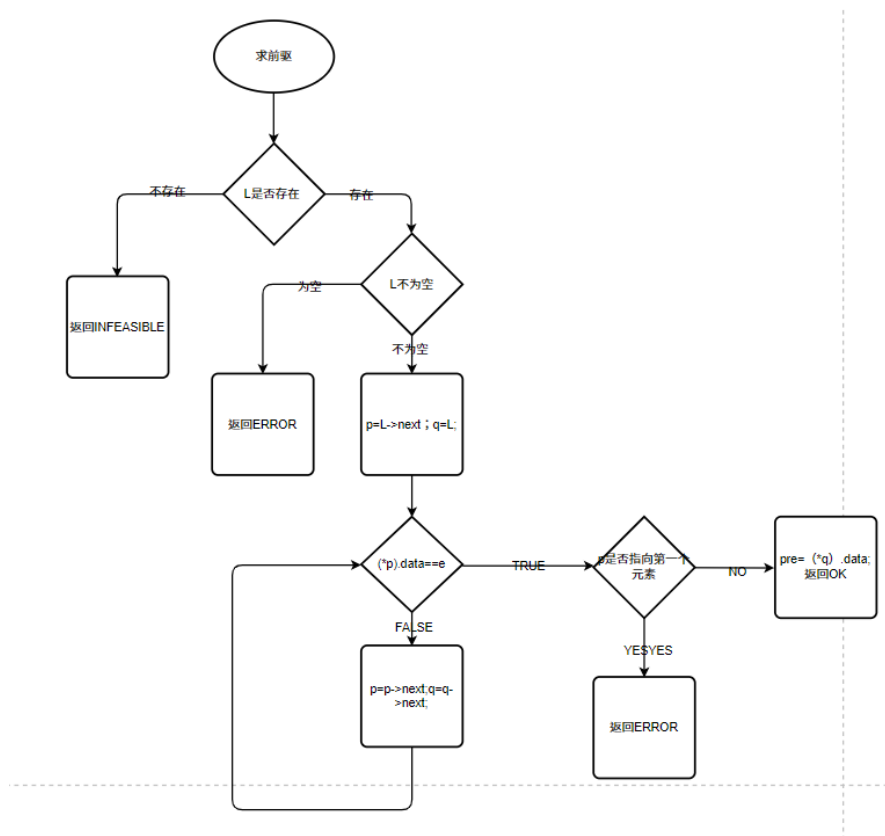 求前驱
L是否存在
不存在
存在
L不为空
为空
返回INFEASIBLE
不为空
返回ERROR
p=L->next；q=L;
(*p).data==e
TRUE
p是否指向第一个
元素
NO
pre=（*q）.data;
返回OK
FALSE
YESYES
p=p->next;q=q-
>next;
返回ERROR